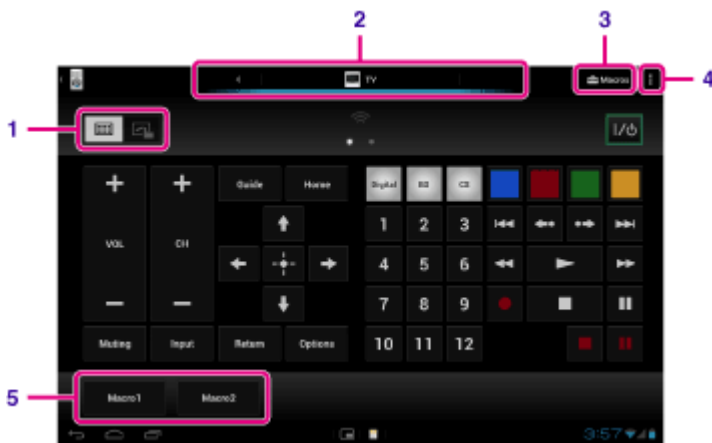 2
3
4
TV
Macros
1
I/⏻
+ + Guide Home Digital BS CS
1 2 3
VOL CH
4 5 6
− − 7 8 9
Muting Input Return Options 10 11 12
5
Macro1 Macro2
3:57